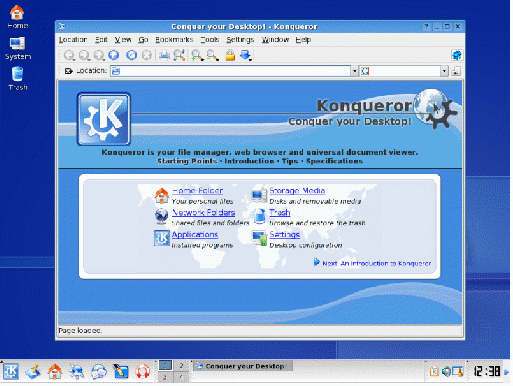 Home
System
Trash
Conquer your Desktop! - Konqueror
Location Edit View Go Bookmarks Tools Settings Window Help
Location:
Konqueror
Conquer your Desktop!
Konqueror is your file manager, web browser and universal document viewer.
Starting Points · Introduction · Tips · Specifications
Home Folder
Your personal files
Storage Media
Disks and removable media
Network Folders
Shared files and folders
Trash
Browse and restore the trash
Applications
Installed programs
Settings
Desktop configuration
Next: An Introduction to Konqueror
Page loaded.
2
Conquer your Desktop!
12:38